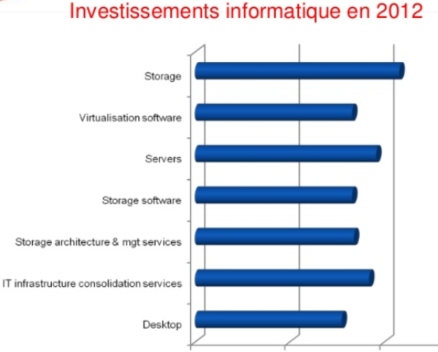 Investissements informatique en 2012
Storage
Virtualisation software
Servers
Storage software
Storage architecture & mgt services
IT infrastructure consolidation services
Desktop